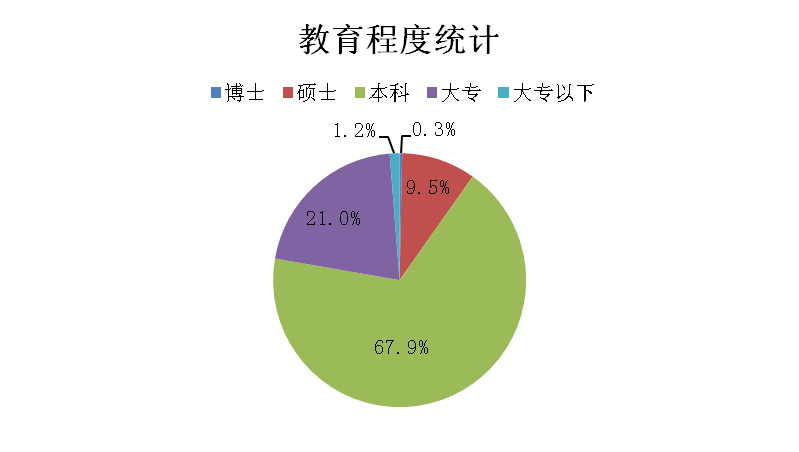 教育程度统计
博士 硕士 本科 大专 大专以下
1.2% 0.3%
9.5%
21.0%
67.9%